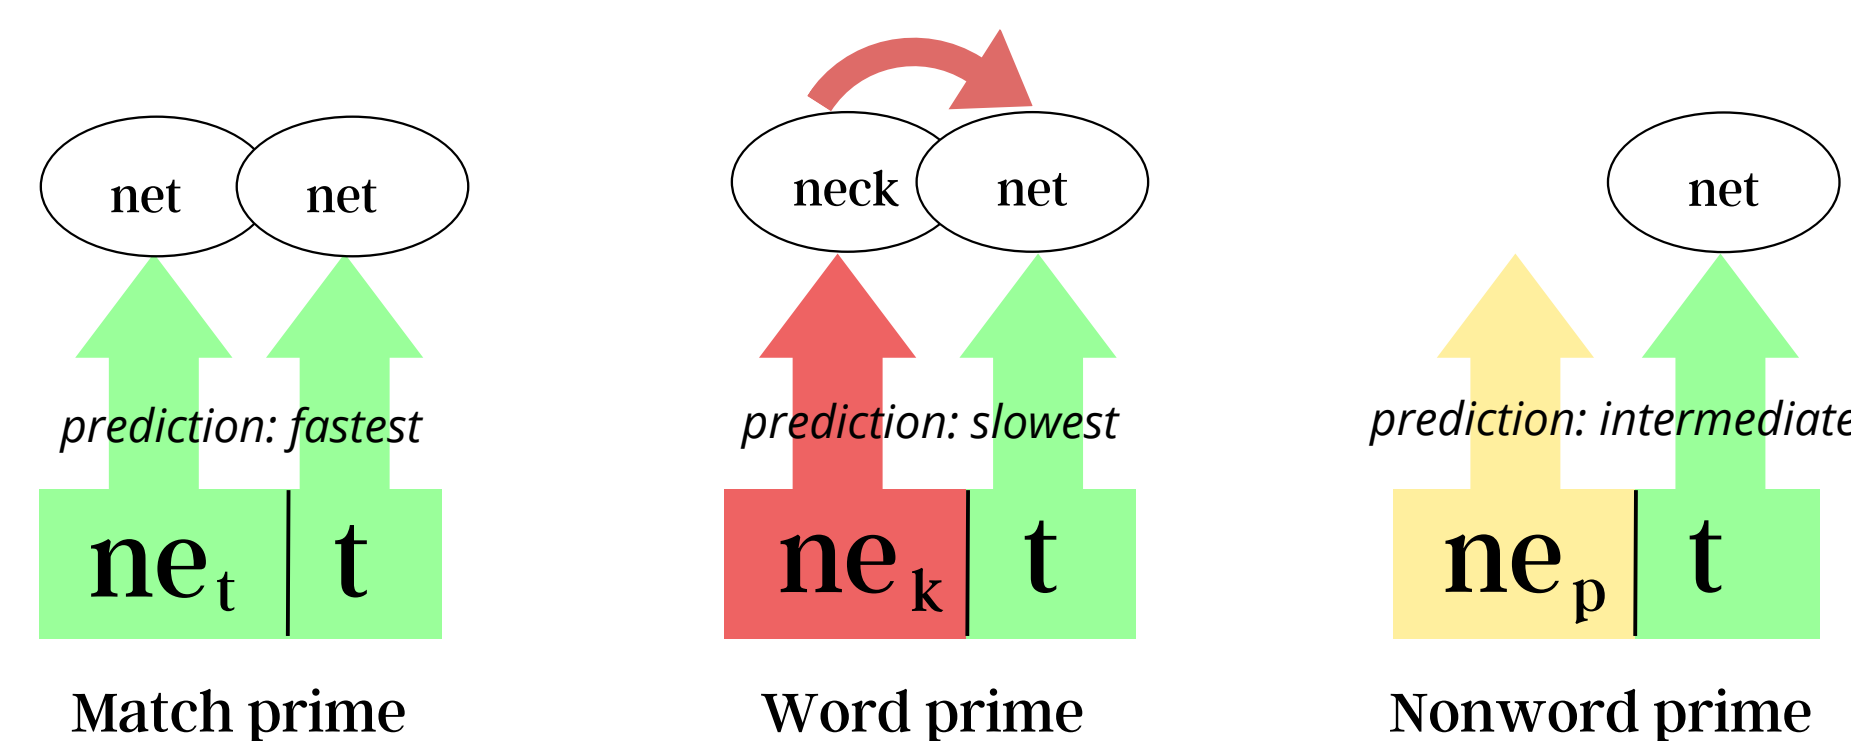 net net
prediction: fastest
ne t t
Match prime
neck net
prediction: slowest
ne k t
Word prime
net
prediction: intermediate
ne p t
Nonword prime